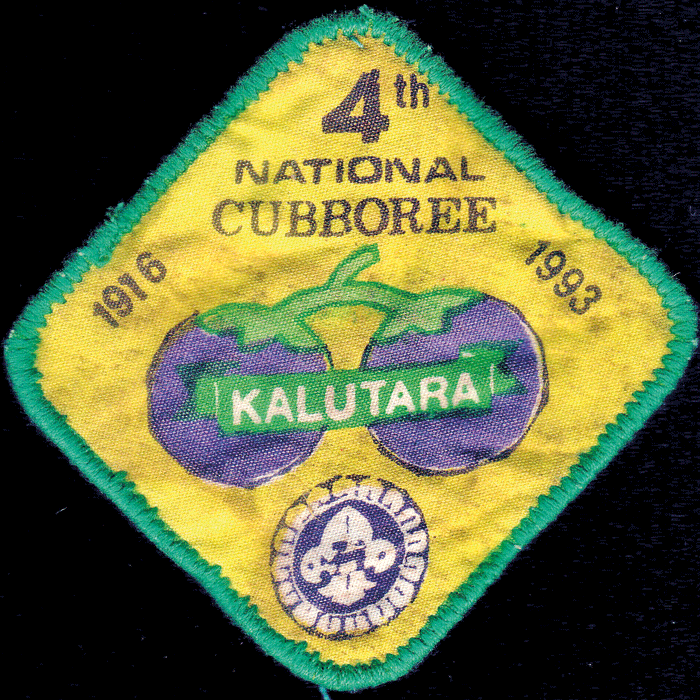 4th
NATIONAL
CUBBOREE
1916
1993
KALUTARA